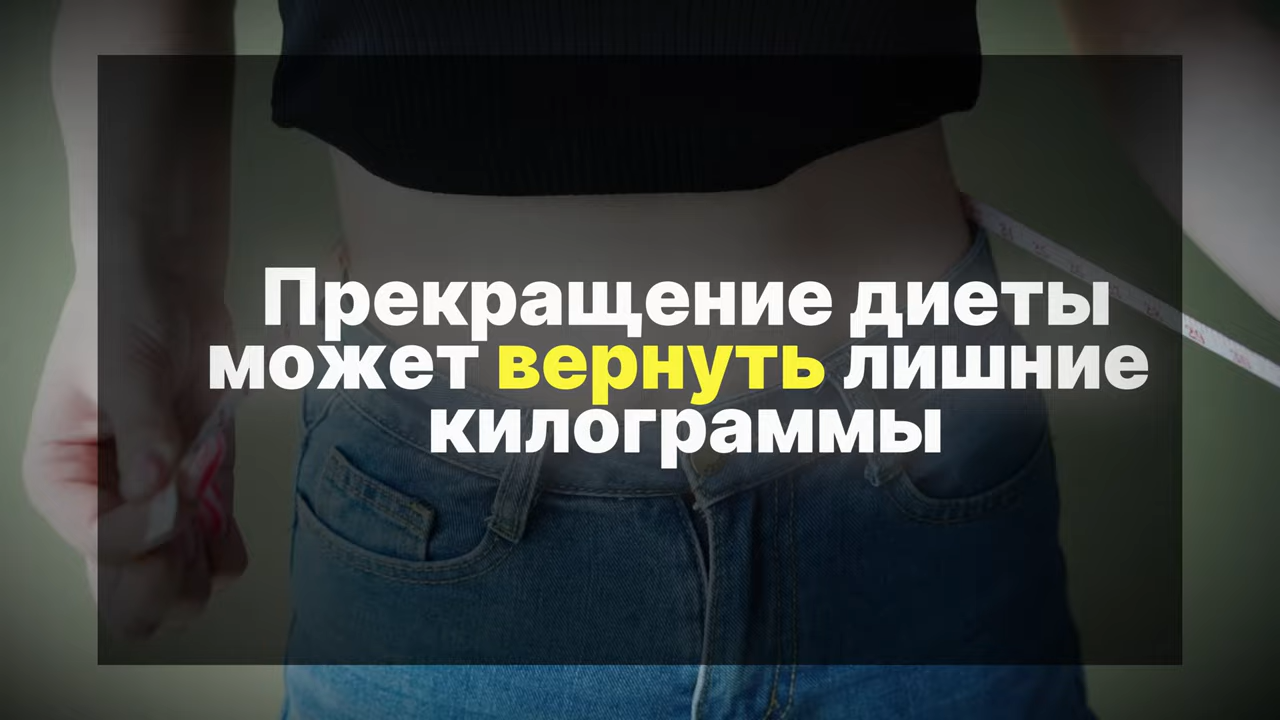 Прекращение диеты
может вернуть лишние
килограммы